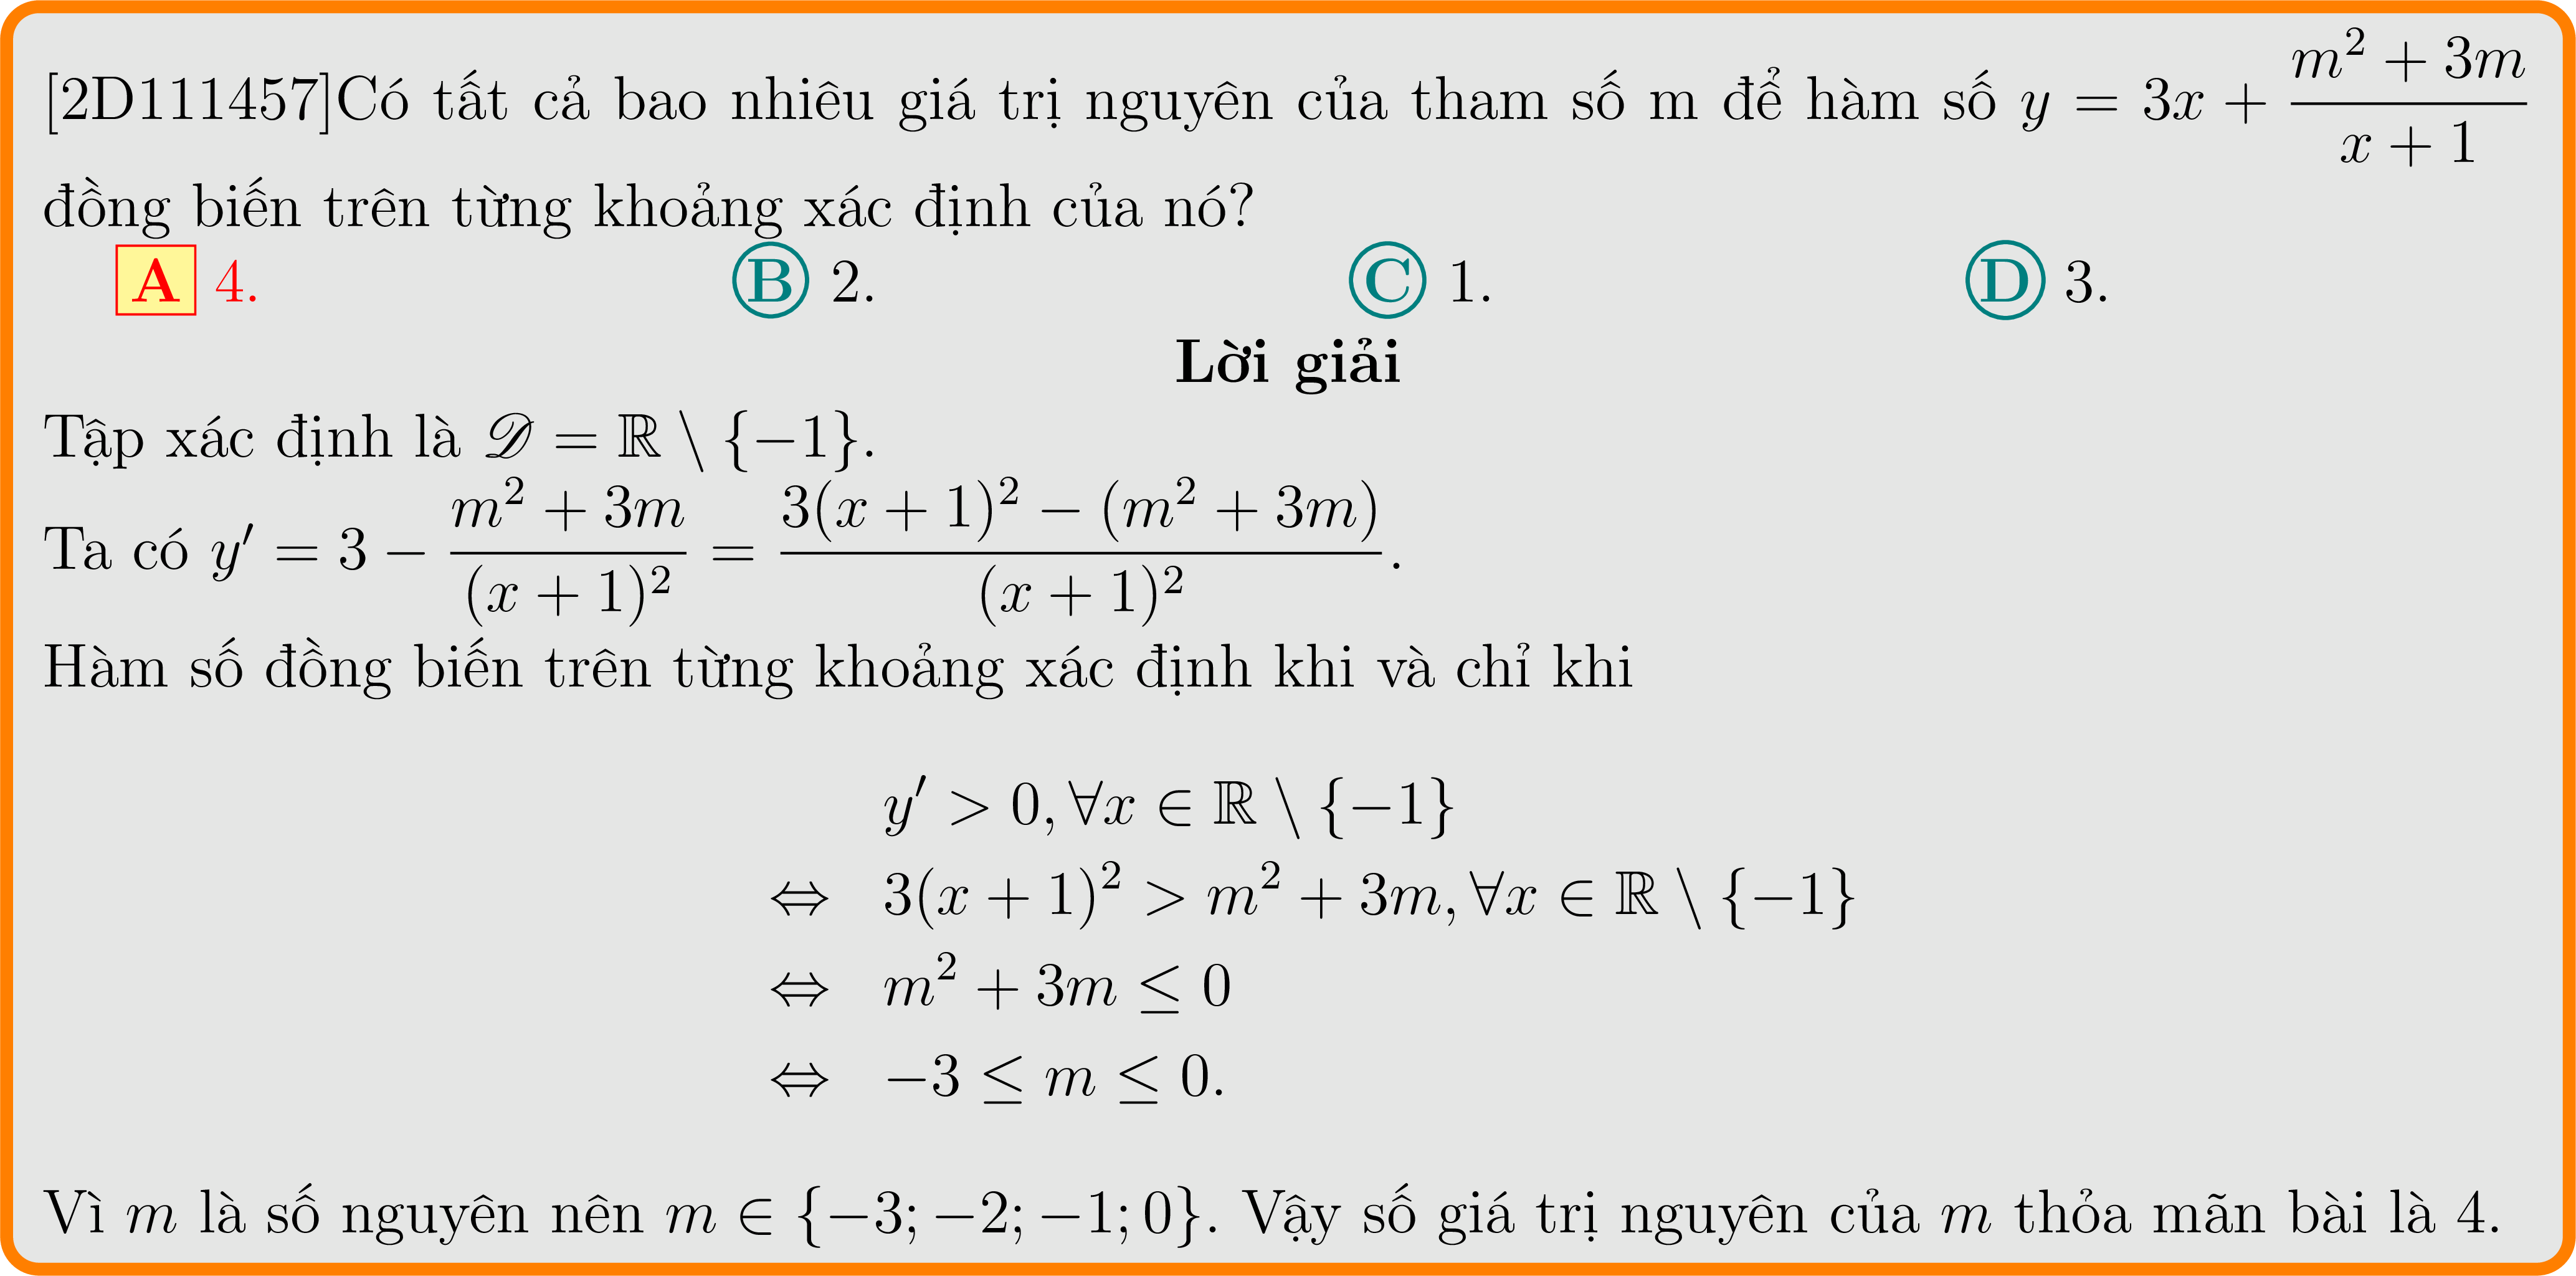 [2D111457]Có tất cả bao nhiêu giá trị nguyên của tham số m để hàm số $y = 3x + \dfrac{m^2 + 3m}{x + 1}$
đồng biến trên từng khoảng xác định của nó?
A 4. B 2. C 1. D 3.
Lời giải
Tập xác định là $\mathscr{D} = \mathbb{R} \setminus \{-1\}$.
Ta có $y' = 3 - \dfrac{m^2 + 3m}{(x + 1)^2} = \dfrac{3(x + 1)^2 - (m^2 + 3m)}{(x + 1)^2}$.
Hàm số đồng biến trên từng khoảng xác định khi và chỉ khi
$y' > 0, \forall x \in \mathbb{R} \setminus \{-1\}$
$\Leftrightarrow 3(x + 1)^2 > m^2 + 3m, \forall x \in \mathbb{R} \setminus \{-1\}$
$\Leftrightarrow m^2 + 3m \leq 0$
$\Leftrightarrow -3 \leq m \leq 0.$
Vì $m$ là số nguyên nên $m \in \{-3; -2; -1; 0\}$. Vậy số giá trị nguyên của $m$ thỏa mãn bài là 4.